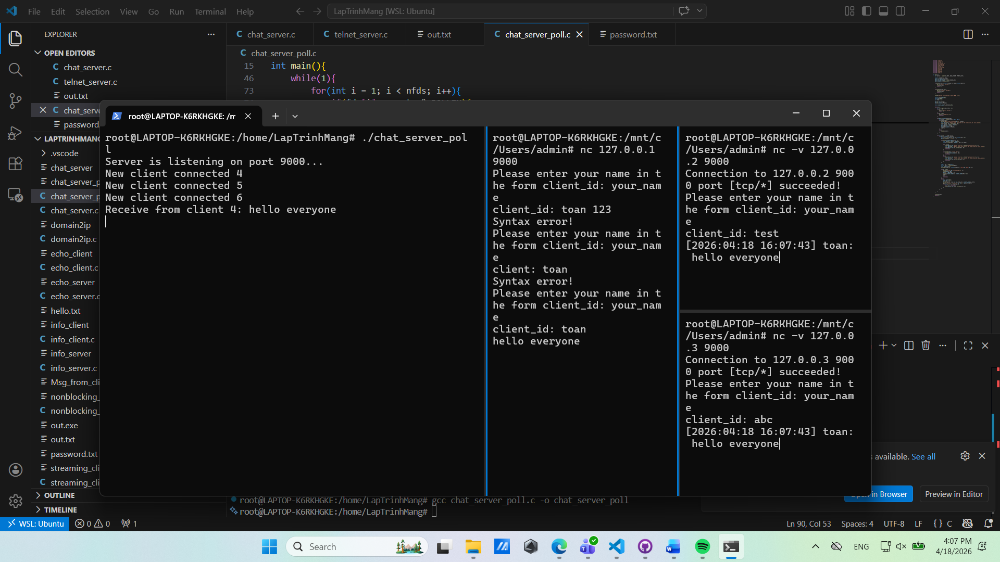 File Edit Selection View Go Run Terminal Help
LapTrinhMang [WSL: Ubuntu]
EXPLORER
OPEN EDITORS
C chat_server.c
C telnet_server.c
out.txt
C chat_serve
password.
LAPTRINHMANG
.vscode
chat_server
chat_server_p
C chat_server_p
C chat_server.c
domain2ip
C domain2ip.c
echo_client
C echo_client.c
echo_server
C echo_server.c
hello.txt
info_client
C info_client.c
info_server
C info_server.c
Msg_from_cli
nonblocking_
C nonblocking_
out.exe
out.txt
password.txt
streaming_cli
C streaming_cli
OUTLINE
TIMELINE
C chat_server.c
C telnet_server.c
out.txt
C chat_server_poll.c
password.txt
C chat_server_poll.c
15 int main(){
46 while(1){
73 for(int i = 1; i < nfds; i++){
root@LAPTOP-K6RKHGKE: /m
root@LAPTOP-K6RKHGKE:/home/LapTrinhMang# ./chat_server_pol
l
Server is listening on port 9000...
New client connected 4
New client connected 5
New client connected 6
Receive from client 4: hello everyone
root@LAPTOP-K6RKHGKE:/mnt/c
/Users/admin# nc 127.0.0.1
9000
Please enter your name in t
he form client_id: your_nam
e
client_id: toan 123
Syntax error!
Please enter your name in t
he form client_id: your_nam
e
client: toan
Syntax error!
Please enter your name in t
he form client_id: your_nam
e
client_id: toan
hello everyone
root@LAPTOP-K6RKHGKE:/mnt/c
/Users/admin# nc -v 127.0.0
.2 9000
Connection to 127.0.0.2 900
0 port [tcp/*] succeeded!
Please enter your name in t
he form client_id: your_nam
e
client_id: test
[2026:04:18 16:07:43] toan:
hello everyone
root@LAPTOP-K6RKHGKE:/mnt/c
/Users/admin# nc -v 127.0.0
.3 9000
Connection to 127.0.0.3 900
0 port [tcp/*] succeeded!
Please enter your name in t
he form client_id: your_nam
e
client_id: abc
[2026:04:18 16:07:43] toan:
hello everyone
s available. See all
in Browser
Preview in Editor
root@LAPTOP-K6RKHGKE:/home/LapTrinhMang# gcc chat_server_poll.c -o chat_server_poll
root@LAPTOP-K6RKHGKE:/home/LapTrinhMang#
WSL: Ubuntu 0 0 1
Ln 90, Col 53 Spaces: 4 UTF-8 LF { } C
Search
ENG
4:07 PM
4/18/2026